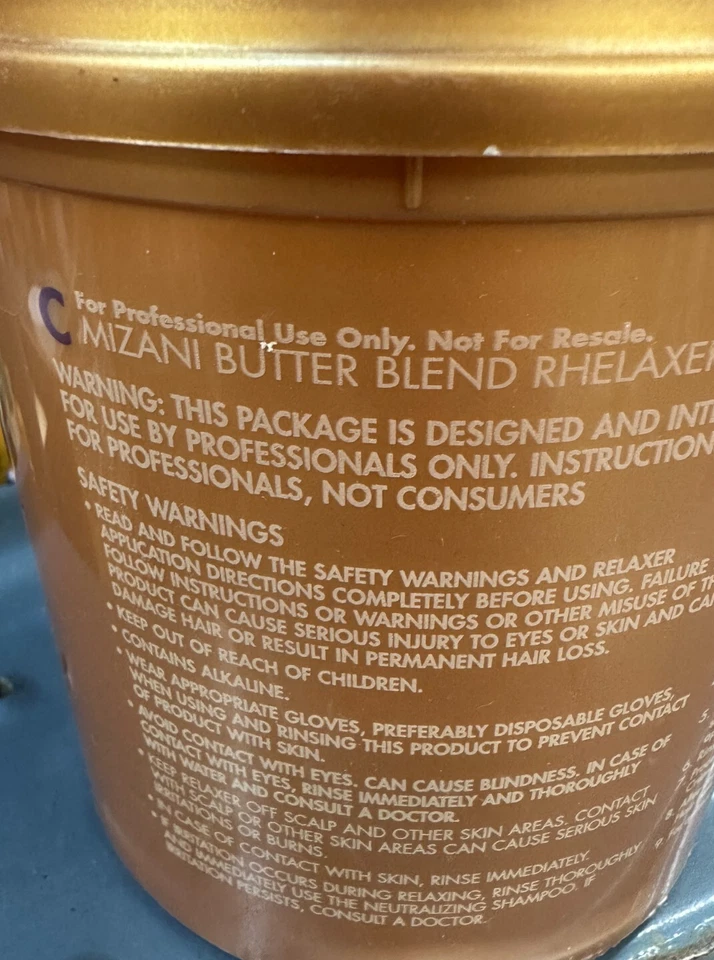 C
For Professional Use Only. Not For Resale.
MIZANI BUTTER BLEND RHELAXER
WARNING: THIS PACKAGE IS DESIGNED AND
FOR USE BY PROFESSIONALS ONLY. INSTRUCTION
FOR PROFESSIONALS, NOT CONSUMERS
SAFETY WARNINGS
• READ AND FOLLOW THE SAFETY WARNINGS AND RELAXER
APPLICATION DIRECTIONS COMPLETELY BEFORE USING. FAILURE
FOLLOW INSTRUCTIONS OR WARNINGS OR OTHER MISUSE OF
PRODUCT CAN CAUSE SERIOUS INJURY TO EYES OR SKIN AND CAN
DAMAGE HAIR OR RESULT IN PERMANENT HAIR LOSS.
• KEEP OUT OF REACH OF CHILDREN.
• CONTAINS ALKALINE.
• WEAR APPROPRIATE GLOVES, PREFERABLY DISPOSABLE GLOVES,
WHEN USING AND RINSING THIS PRODUCT TO PREVENT CONTACT
OF PRODUCT WITH SKIN.
• AVOID CONTACT WITH EYES. CAN CAUSE BLINDNESS. IN CASE OF
CONTACT WITH EYES, RINSE IMMEDIATELY AND THOROUGHLY
WITH WATER AND CONSULT A DOCTOR.
• KEEP RELAXER OFF SCALP AND OTHER SKIN AREAS. CONTACT
WITH SCALP OR OTHER SKIN AREAS CAN CAUSE SERIOUS SKIN
IRRITATIONS OR BURNS.
• IN CASE OF CONTACT WITH SKIN, RINSE IMMEDIATELY.
• IF IRRITATION OCCURS DURING RELAXING, RINSE THOROUGHLY
AND IMMEDIATELY USE THE NEUTRALIZING SHAMPOO. IF
IRRITATION PERSISTS, CONSULT A DOCTOR.
5.
6.
8.
9.